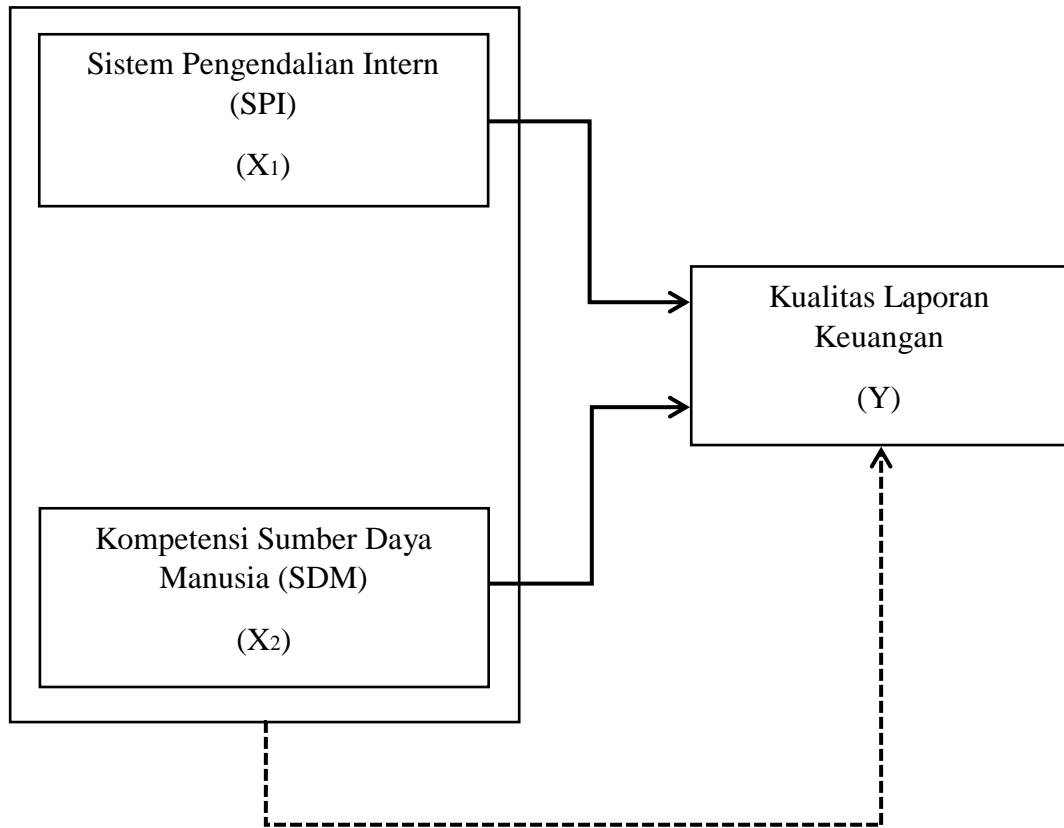 Sistem Pengendalian Intern
(SPI)
(X1)
Kualitas Laporan
Keuangan
(Y)
Kompetensi Sumber Daya
Manusia (SDM)
(X2)